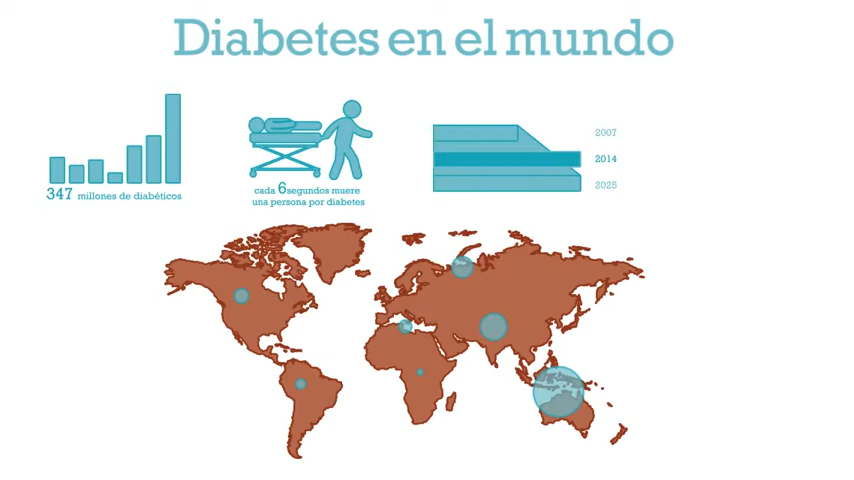 Diabetes en el mundo
347 millones de diabéticos
cada 6 segundos muere
una persona por diabetes
2007
2014
2025